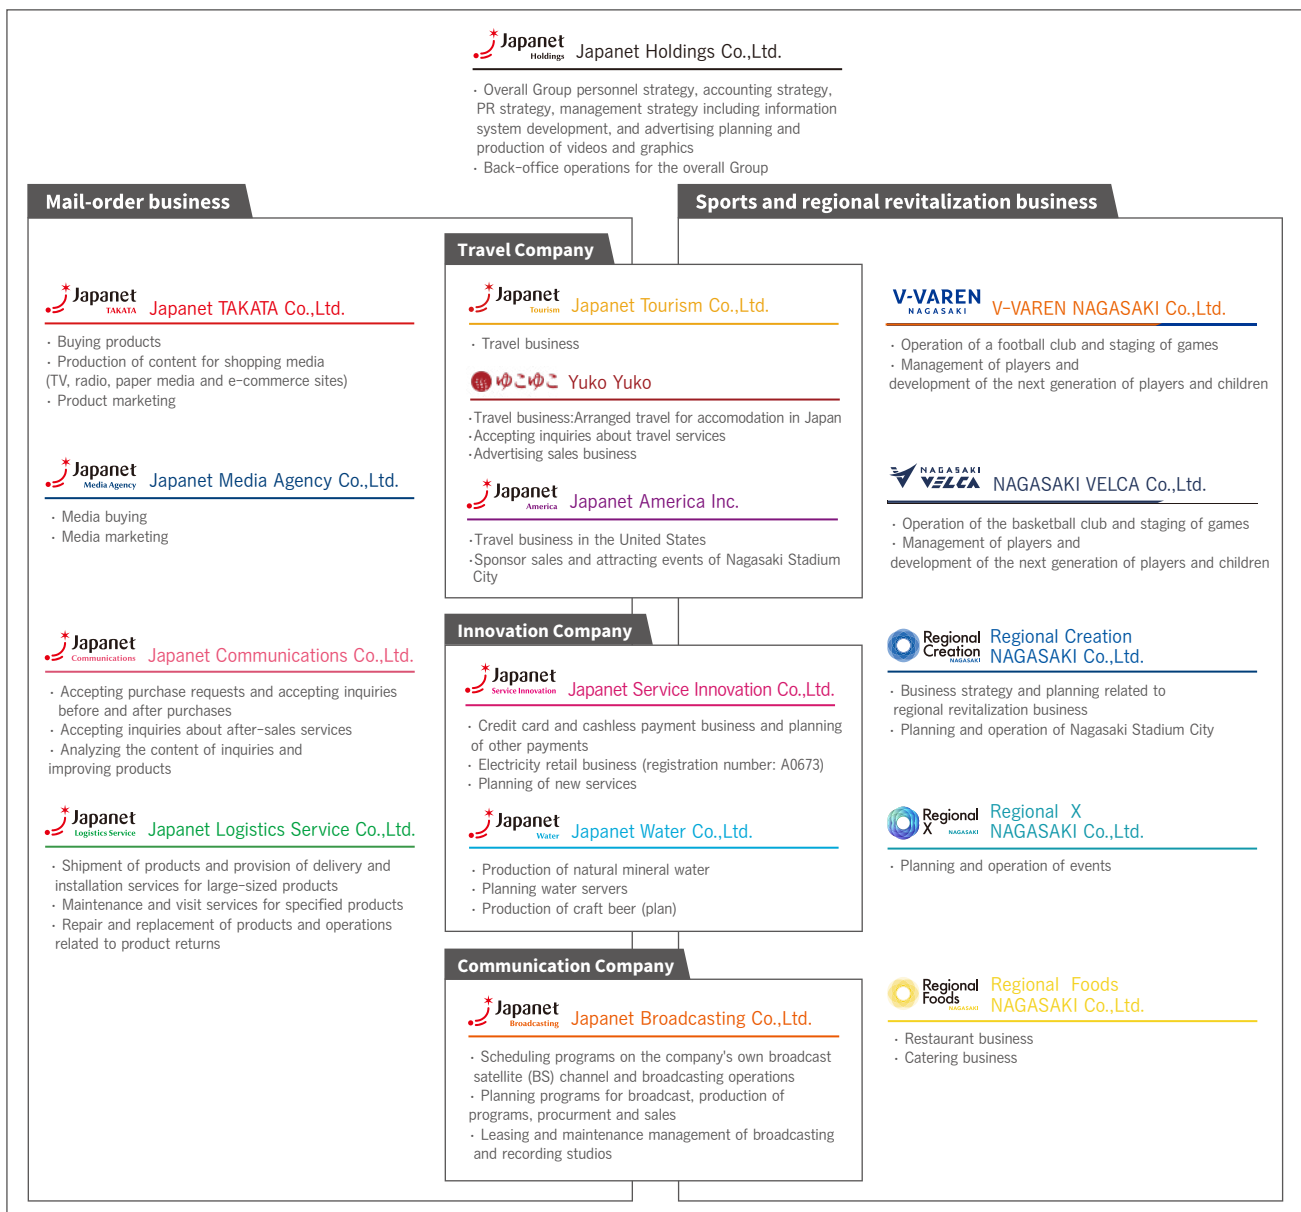 Japanet
Holdings
Japanet Holdings Co.,Ltd.
· Overall Group personnel strategy, accounting strategy,
PR strategy, management strategy including information
system development, and advertising planning and
production of videos and graphics
· Back-office operations for the overall Group
Mail-order business
Japanet
TAKATA
Japanet TAKATA Co.,Ltd.
· Buying products
· Production of content for shopping media
(TV, radio, paper media and e-commerce sites)
· Product marketing
Japanet
Media Agency
Japanet Media Agency Co.,Ltd.
· Media buying
· Media marketing
Japanet
Communications
Japanet Communications Co.,Ltd.
· Accepting purchase requests and accepting inquiries
before and after purchases
· Accepting inquiries about after-sales services
· Analyzing the content of inquiries and
improving products
Japanet
Logistics Service
Japanet Logistics Service Co.,Ltd.
· Shipment of products and provision of delivery and
installation services for large-sized products
· Maintenance and visit services for specified products
· Repair and replacement of products and operations
related to product returns
Travel Company
Japanet
Tourism
Japanet Tourism Co.,Ltd.
· Travel business
ゆこゆこ
Yuko Yuko
·Travel business:Arranged travel for accomodation in Japan
·Accepting inquiries about travel services
·Advertising sales business
Japanet
America
Japanet America Inc.
·Travel business in the United States
·Sponsor sales and attracting events of Nagasaki Stadium
City
Innovation Company
Japanet
Service Innovation
Japanet Service Innovation Co.,Ltd.
· Credit card and cashless payment business and planning
of other payments
· Electricity retail business (registration number: A0673)
· Planning of new services
Japanet
Water
Japanet Water Co.,Ltd.
· Production of natural mineral water
· Planning water servers
· Production of craft beer (plan)
Communication Company
Japanet
Broadcasting
Japanet Broadcasting Co.,Ltd.
· Scheduling programs on the company's own broadcast
satellite (BS) channel and broadcasting operations
· Planning programs for broadcast, production of
programs, procurment and sales
· Leasing and maintenance management of broadcasting
and recording studios
Sports and regional revitalization business
V-VAREN
NAGASAKI
V-VAREN NAGASAKI Co.,Ltd.
· Operation of a football club and staging of games
· Management of players and
development of the next generation of players and children
NAGASAKI
VELCA
NAGASAKI VELCA Co.,Ltd.
· Operation of the basketball club and staging of games
· Management of players and
development of the next generation of players and children
Regional
Creation
NAGASAKI
Regional Creation
NAGASAKI Co.,Ltd.
· Business strategy and planning related to
regional revitalization business
· Planning and operation of Nagasaki Stadium City
Regional
X
NAGASAKI
Regional X
NAGASAKI Co.,Ltd.
· Planning and operation of events
Regional
Foods
NAGASAKI
Regional Foods
NAGASAKI Co.,Ltd.
· Restaurant business
· Catering business